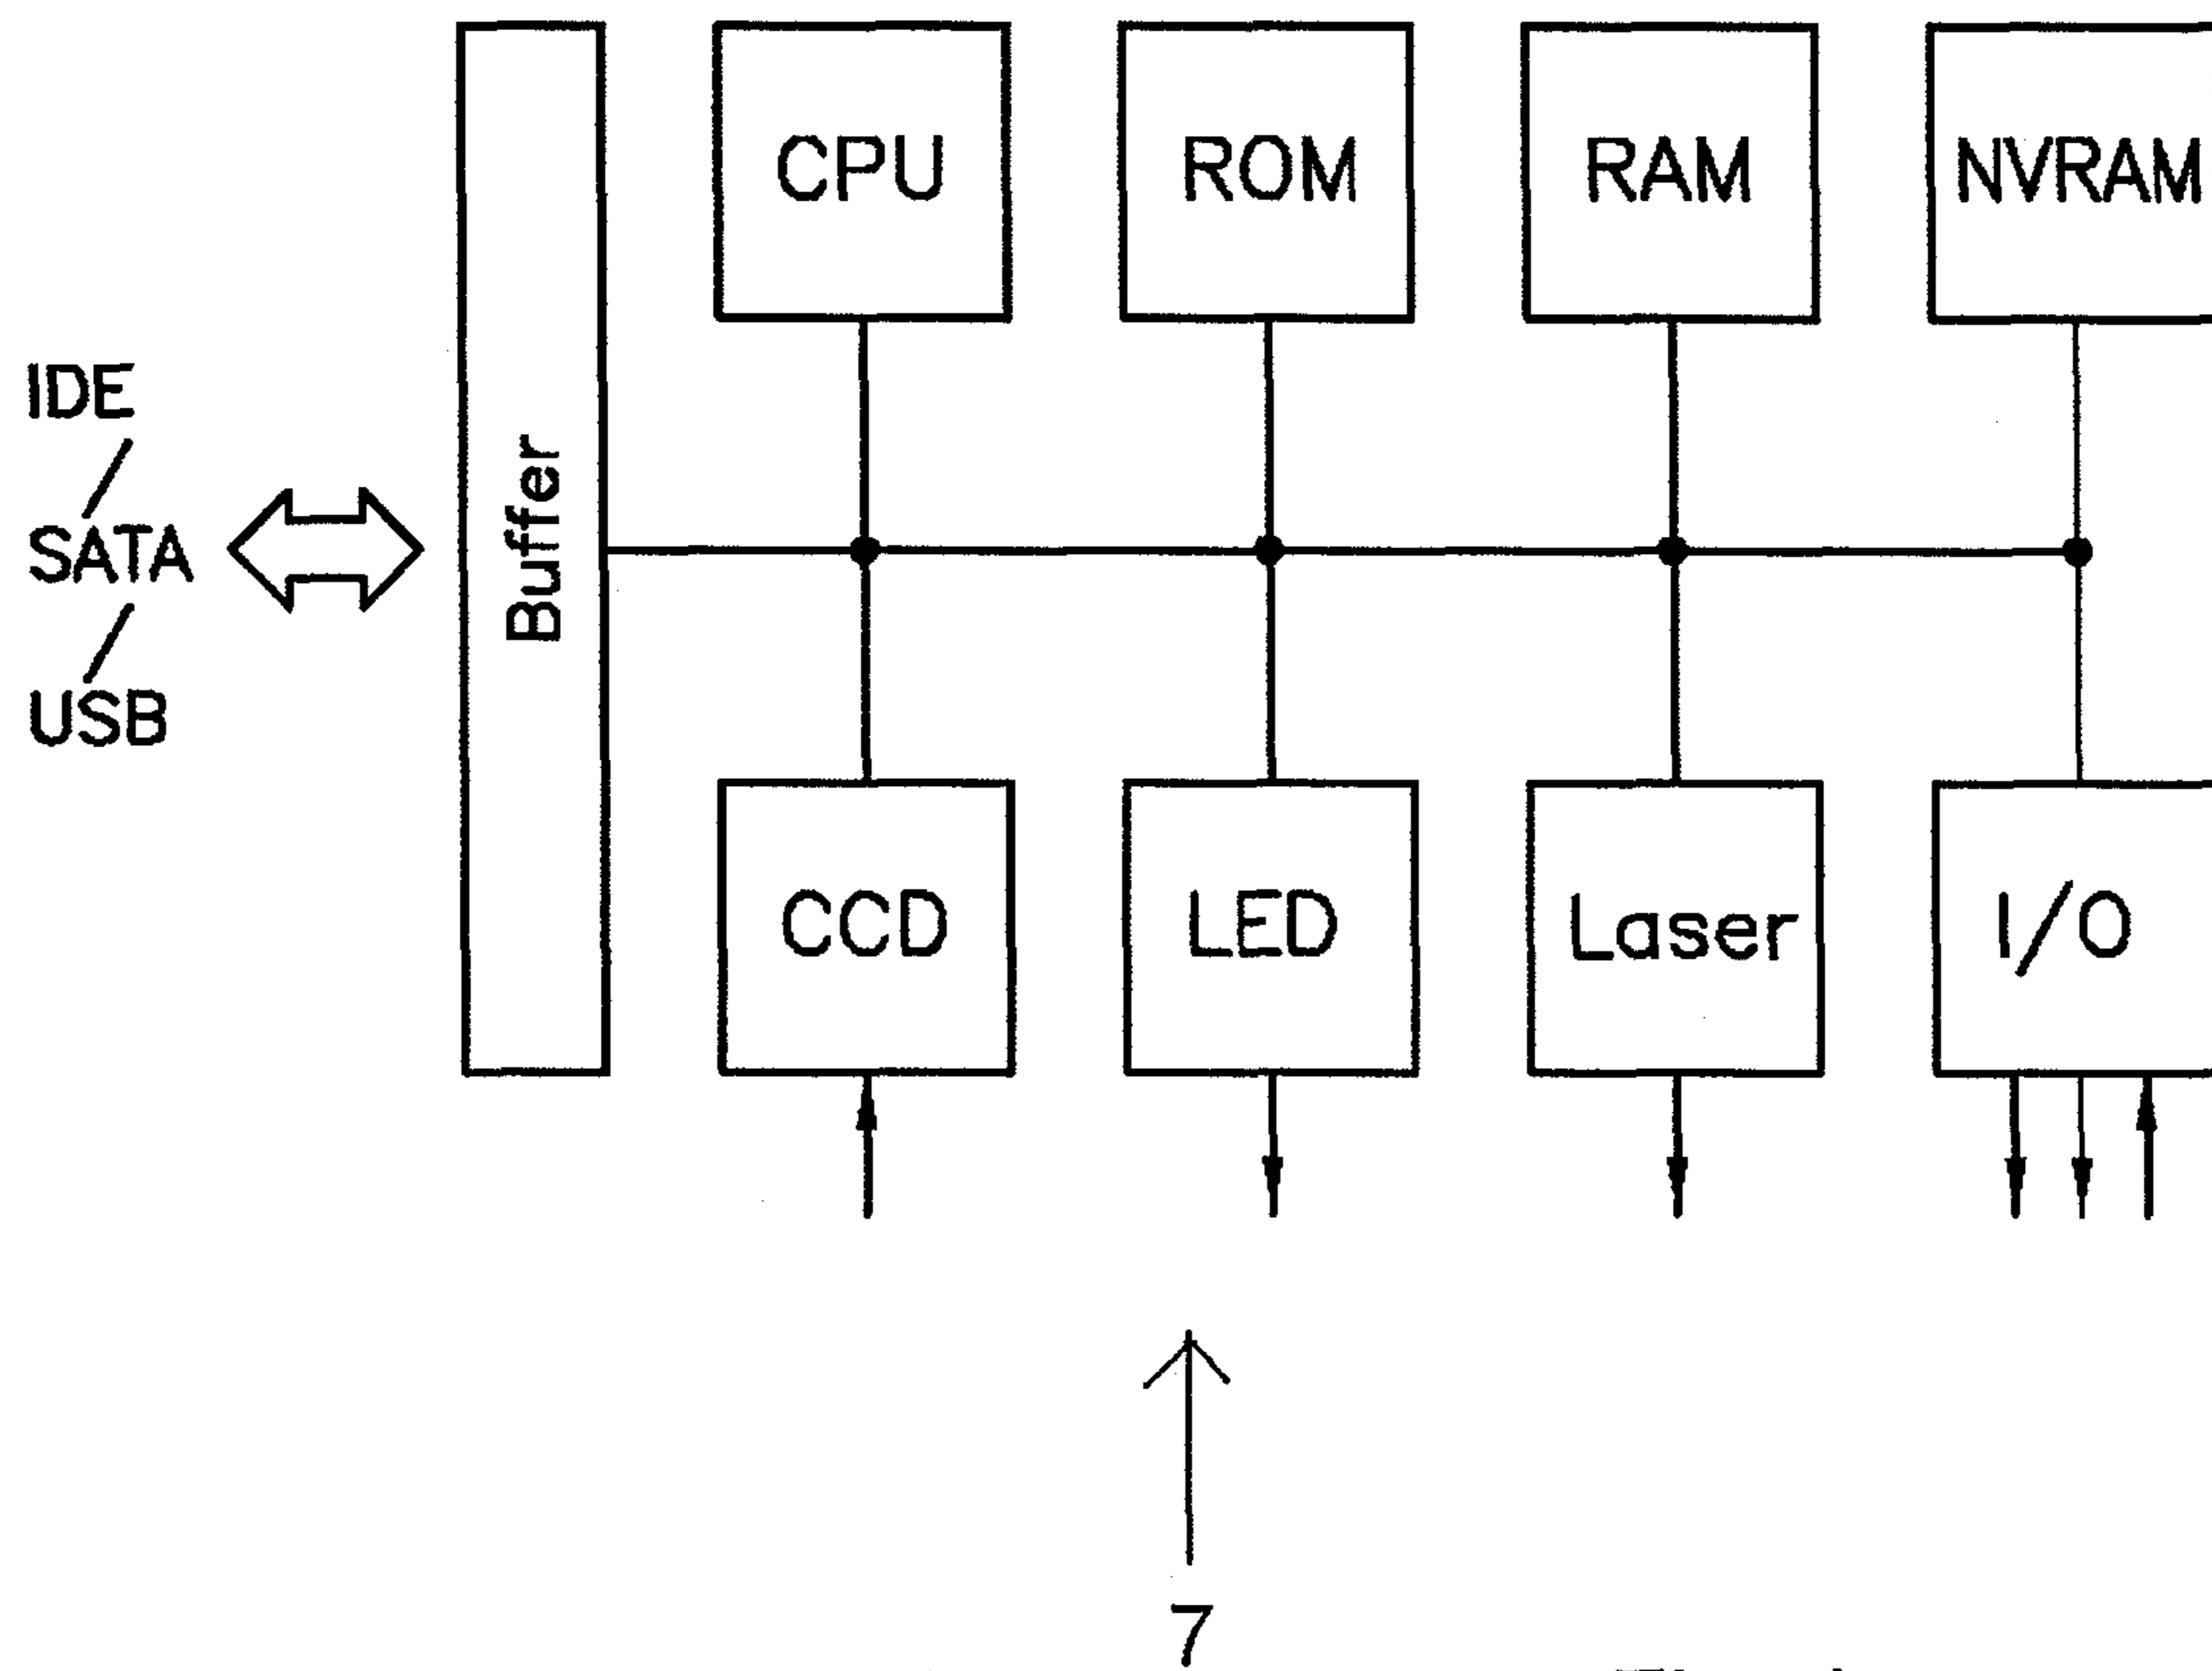 CPU
ROM
RAM
NVRAM
IDE
/
SATA
/
USB
Buffer
CCD
LED
Laser
I/O
7